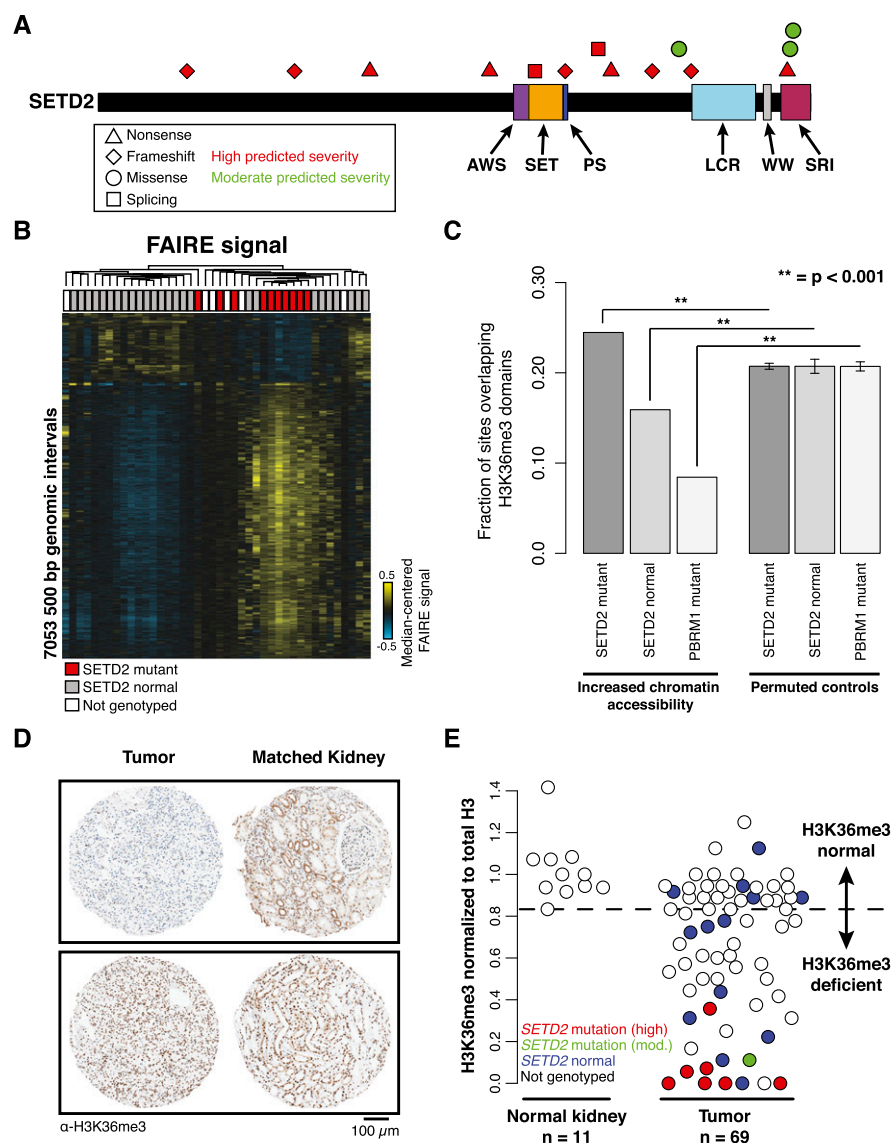 A
SETD2
Nonsense
Frameshift High predicted severity
Missense Moderate predicted severity
Splicing
AWS SET PS LCR WW SRI
B
FAIRE signal
7053 500 bp genomic intervals
0.5
-0.5
Median-centered
FAIRE signal
SETD2 mutant
SETD2 normal
Not genotyped
C
** = p < 0.001
**
**
**
Fraction of sites overlapping
H3K36me3 domains
0.30
0.20
0.10
0.0
SETD2 mutant
SETD2 normal
PBRM1 mutant
SETD2 mutant
SETD2 normal
PBRM1 mutant
Increased chromatin
accessibility
Permuted controls
D
Tumor Matched Kidney
α-H3K36me3
100 μm
E
H3K36me3 normalized to total H3
1.4
1.2
1.0
0.8
0.6
0.4
0.2
0.0
H3K36me3
normal
H3K36me3
deficient
SETD2 mutation (high)
SETD2 mutation (mod.)
SETD2 normal
Not genotyped
Normal kidney
n = 11
Tumor
n = 69